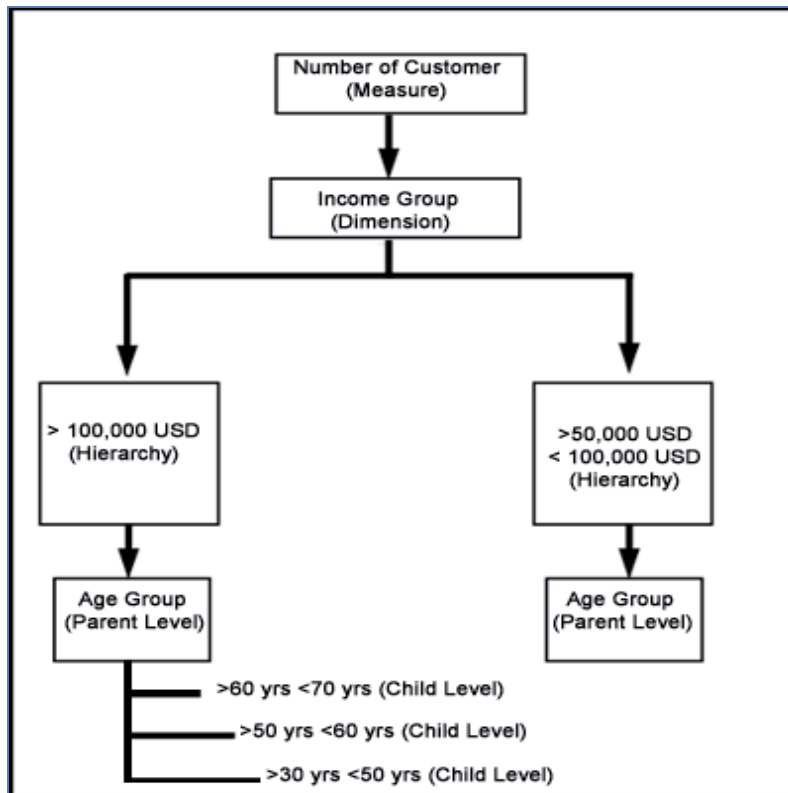 Number of Customer
(Measure)
Income Group
(Dimension)
> 100,000 USD
(Hierarchy)
>50,000 USD
< 100,000 USD
(Hierarchy)
Age Group
(Parent Level)
Age Group
(Parent Level)
>60 yrs <70 yrs (Child Level)
>50 yrs <60 yrs (Child Level)
>30 yrs <50 yrs (Child Level)